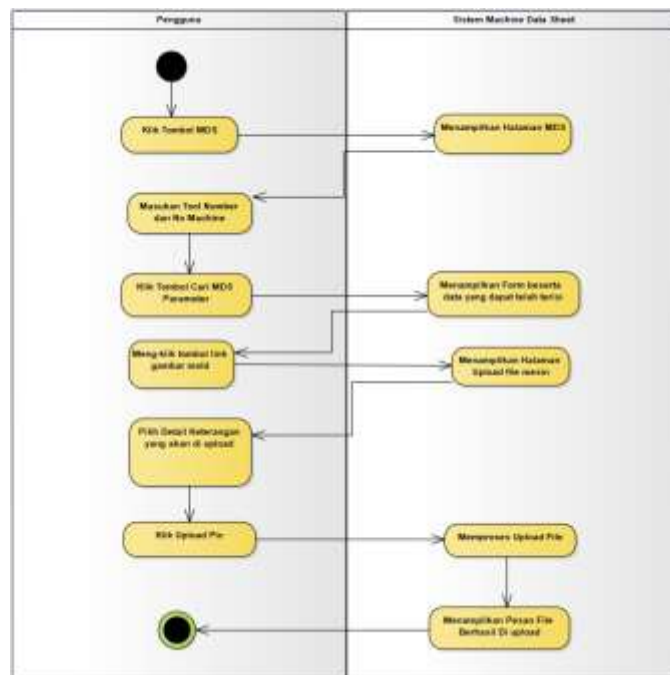 Pengguna
Sistem Machine Data Sheet
Klik Tombol MDS
Menampilkan Halaman MDS
Masukan Tool Number
dan No Machine
Klik Tombol Cari MDS
Parameter
Menampilkan Form beserta
data yang dapat telah terisi
Meng-klik tombol link
gambar mold
Menampilkan Halaman
Upload file mesin
Pilih Detail Keterangan
yang akan di upload
Klik Upload Pic
Memproses Upload File
Menampilkan Pesan File
Berhasil Di upload